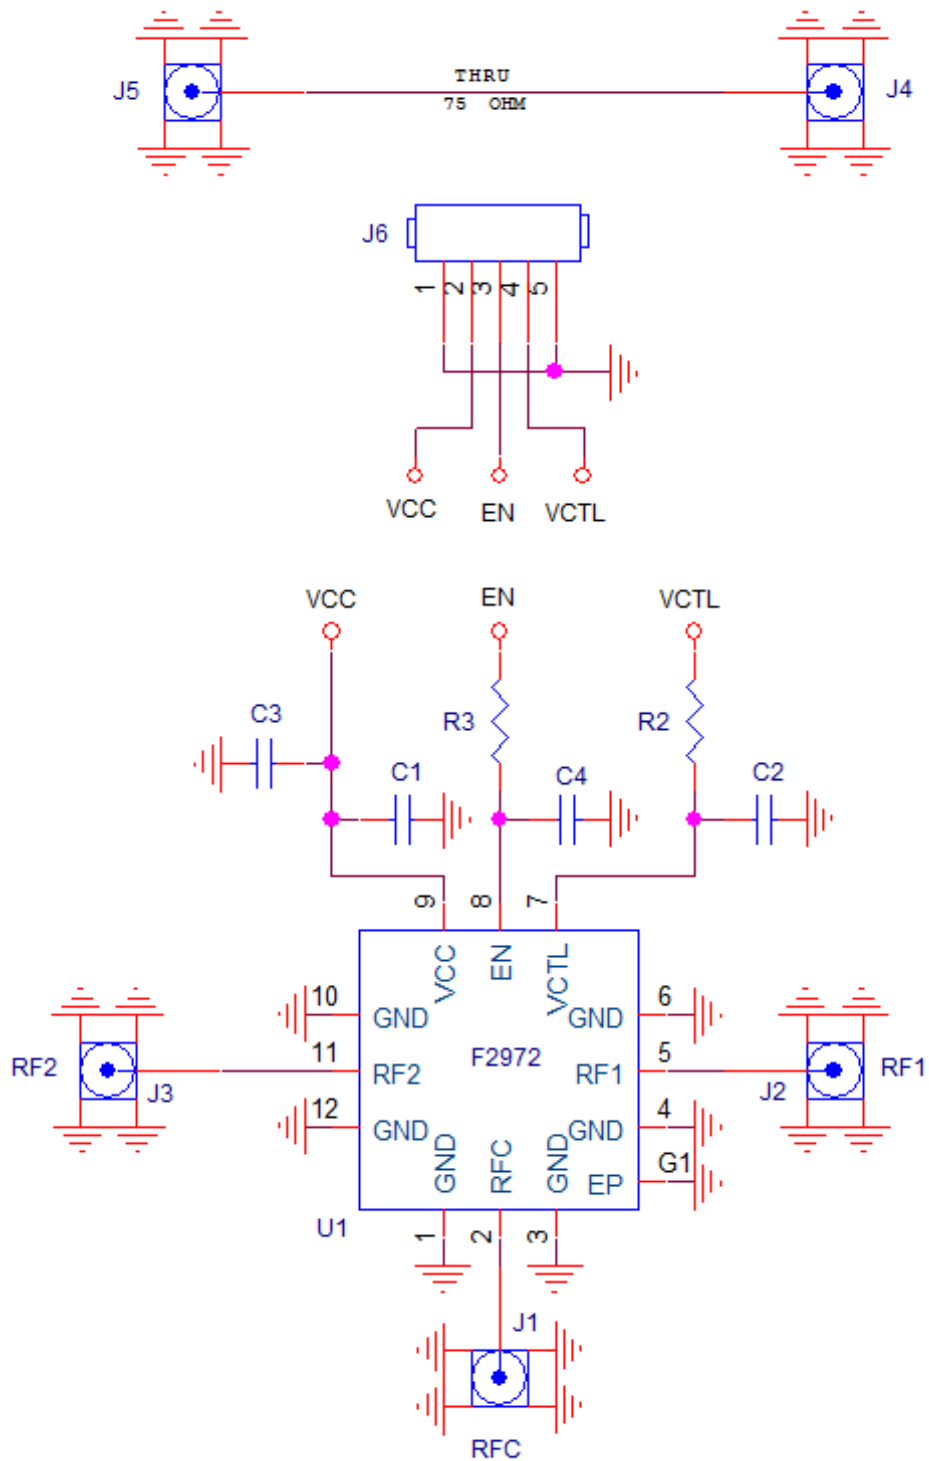 THRU
J5
J4
75 OHM
J6
1
2
3
4
5
VCC
EN
VCTL
VCC
EN
VCTL
C3
R3
R2
C1
C4
C2
9
8
7
VCC
EN
VCTL
10
GND
GND
6
RF2
11
RF2
F2972
RF1
5
RF1
J3
J2
12
GND
GND
4
GND
RFC
GND
EP
G1
U1
1
2
3
J1
RFC